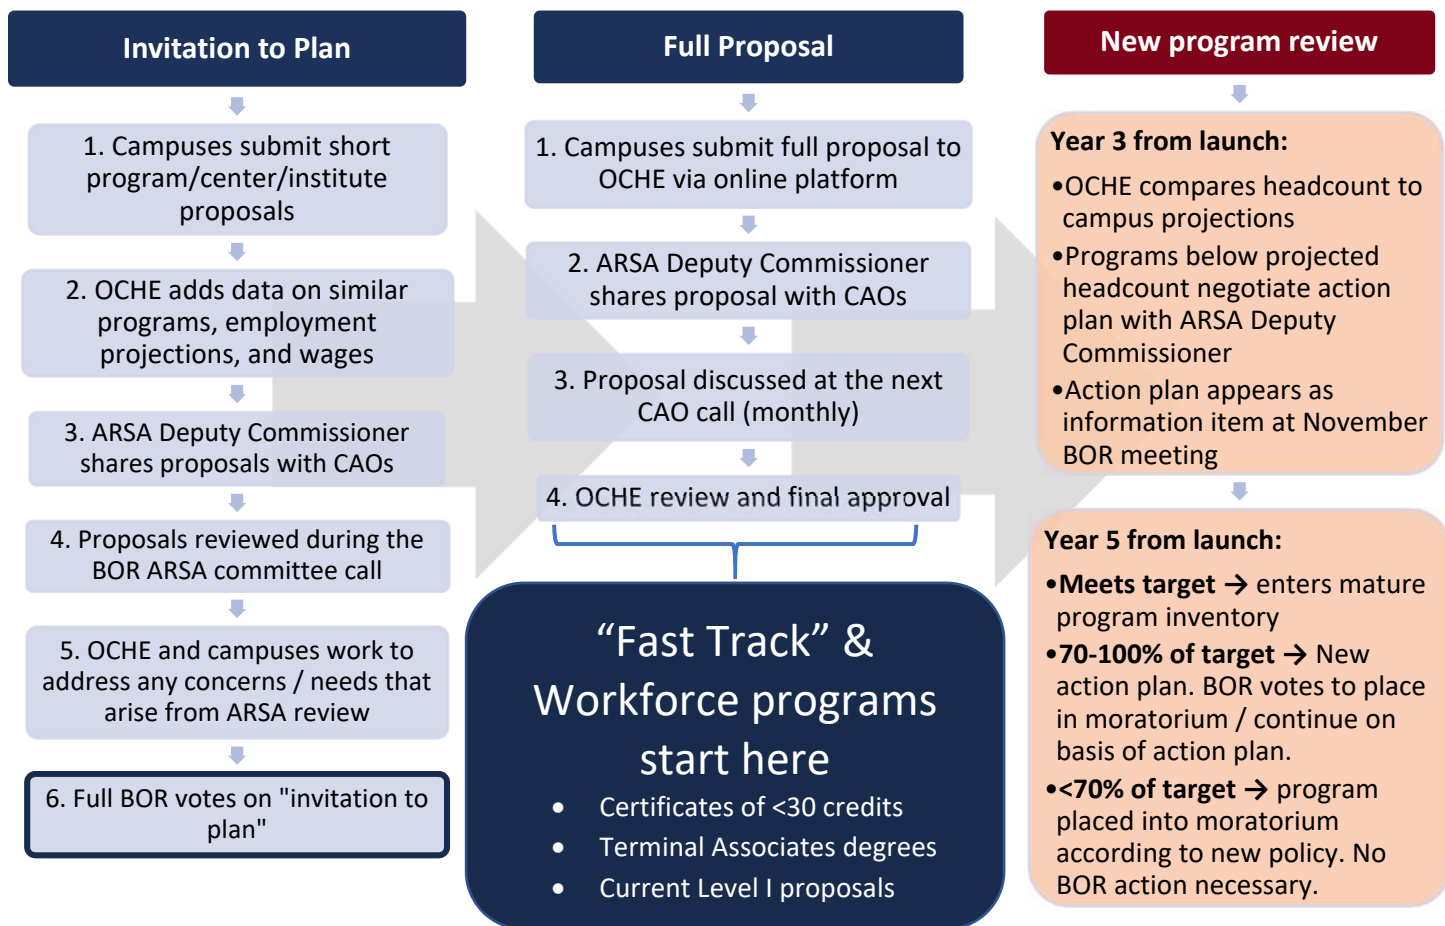 Invitation to Plan
1. Campuses submit short
program/center/institute
proposals
2. OCHE adds data on similar
programs, employment
projections, and wages
3. ARSA Deputy Commissioner
shares proposals with CAOs
4. Proposals reviewed during the
BOR ARSA committee call
5. OCHE and campuses work to
address any concerns / needs that
arise from ARSA review
6. Full BOR votes on "invitation to
plan"
Full Proposal
1. Campuses submit full proposal to
OCHE via online platform
2. ARSA Deputy Commissioner
shares proposal with CAOs
3. Proposal discussed at the next
CAO call (monthly)
4. OCHE review and final approval
“Fast Track” &
Workforce programs
start here
• Certificates of <30 credits
• Terminal Associates degrees
• Current Level I proposals
New program review
Year 3 from launch:
•OCHE compares headcount to
campus projections
•Programs below projected
headcount negotiate action
plan with ARSA Deputy
Commissioner
•Action plan appears as
information item at November
BOR meeting
Year 5 from launch:
•Meets target → enters mature
program inventory
•70-100% of target → New
action plan. BOR votes to place
in moratorium / continue on
basis of action plan.
•<70% of target → program
placed into moratorium
according to new policy. No
BOR action necessary.